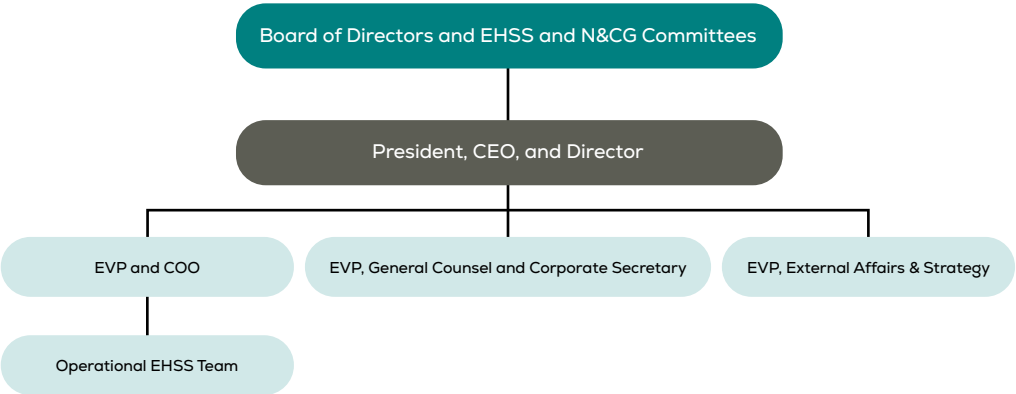 Board of Directors and EHSS and N&CG Committees
President, CEO, and Director
EVP and COO
EVP, General Counsel and Corporate Secretary
EVP, External Affairs & Strategy
Operational EHSS Team